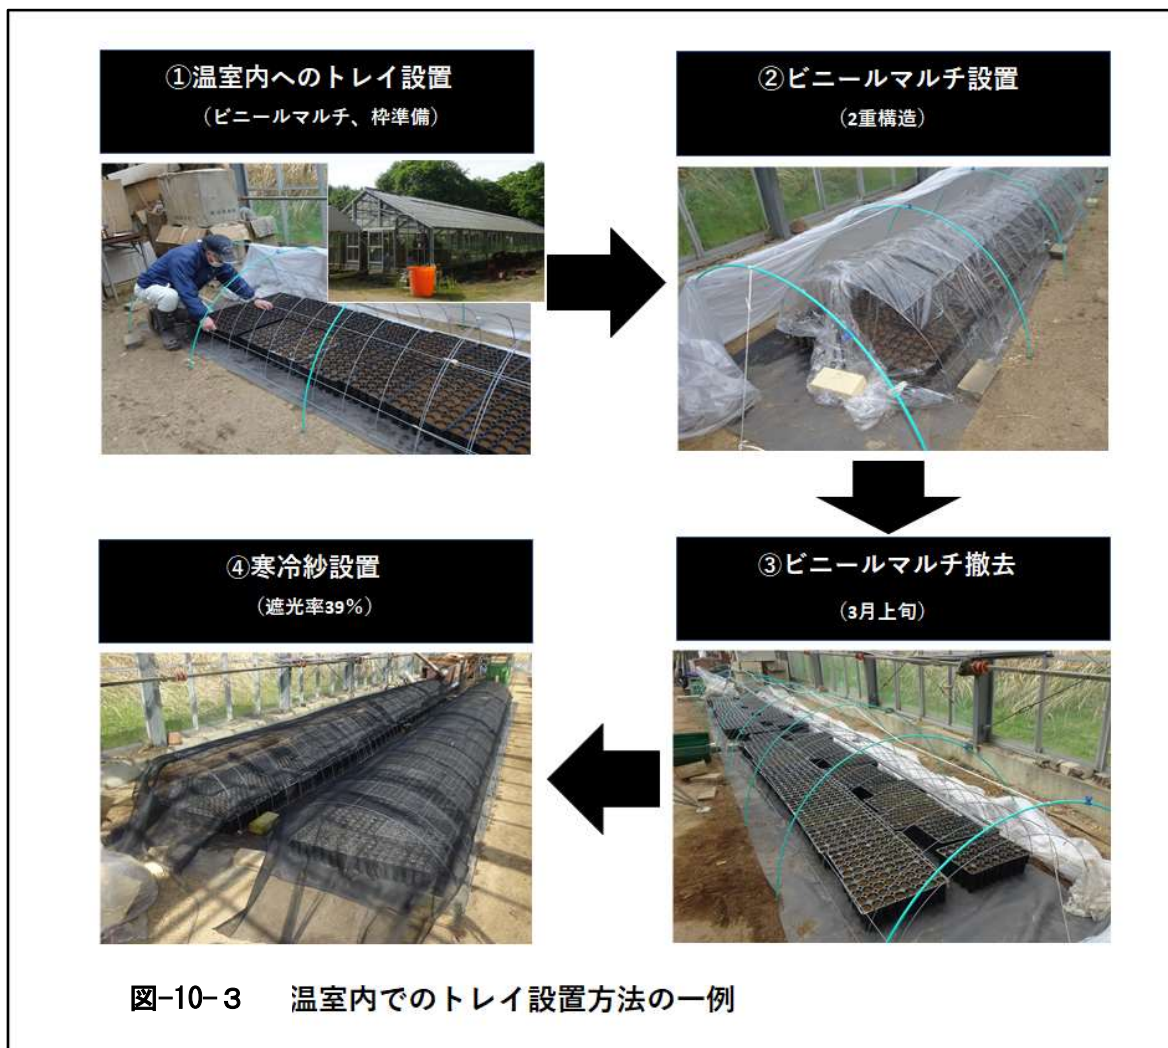 ①温室内へのトレイ設置
（ビニールマルチ、枠準備）
②ビニールマルチ設置
（2重構造）
③ビニールマルチ撤去
（3月上旬）
④寒冷紗設置
（遮光率39％）
図-10-３　温室内でのトレイ設置方法の一例